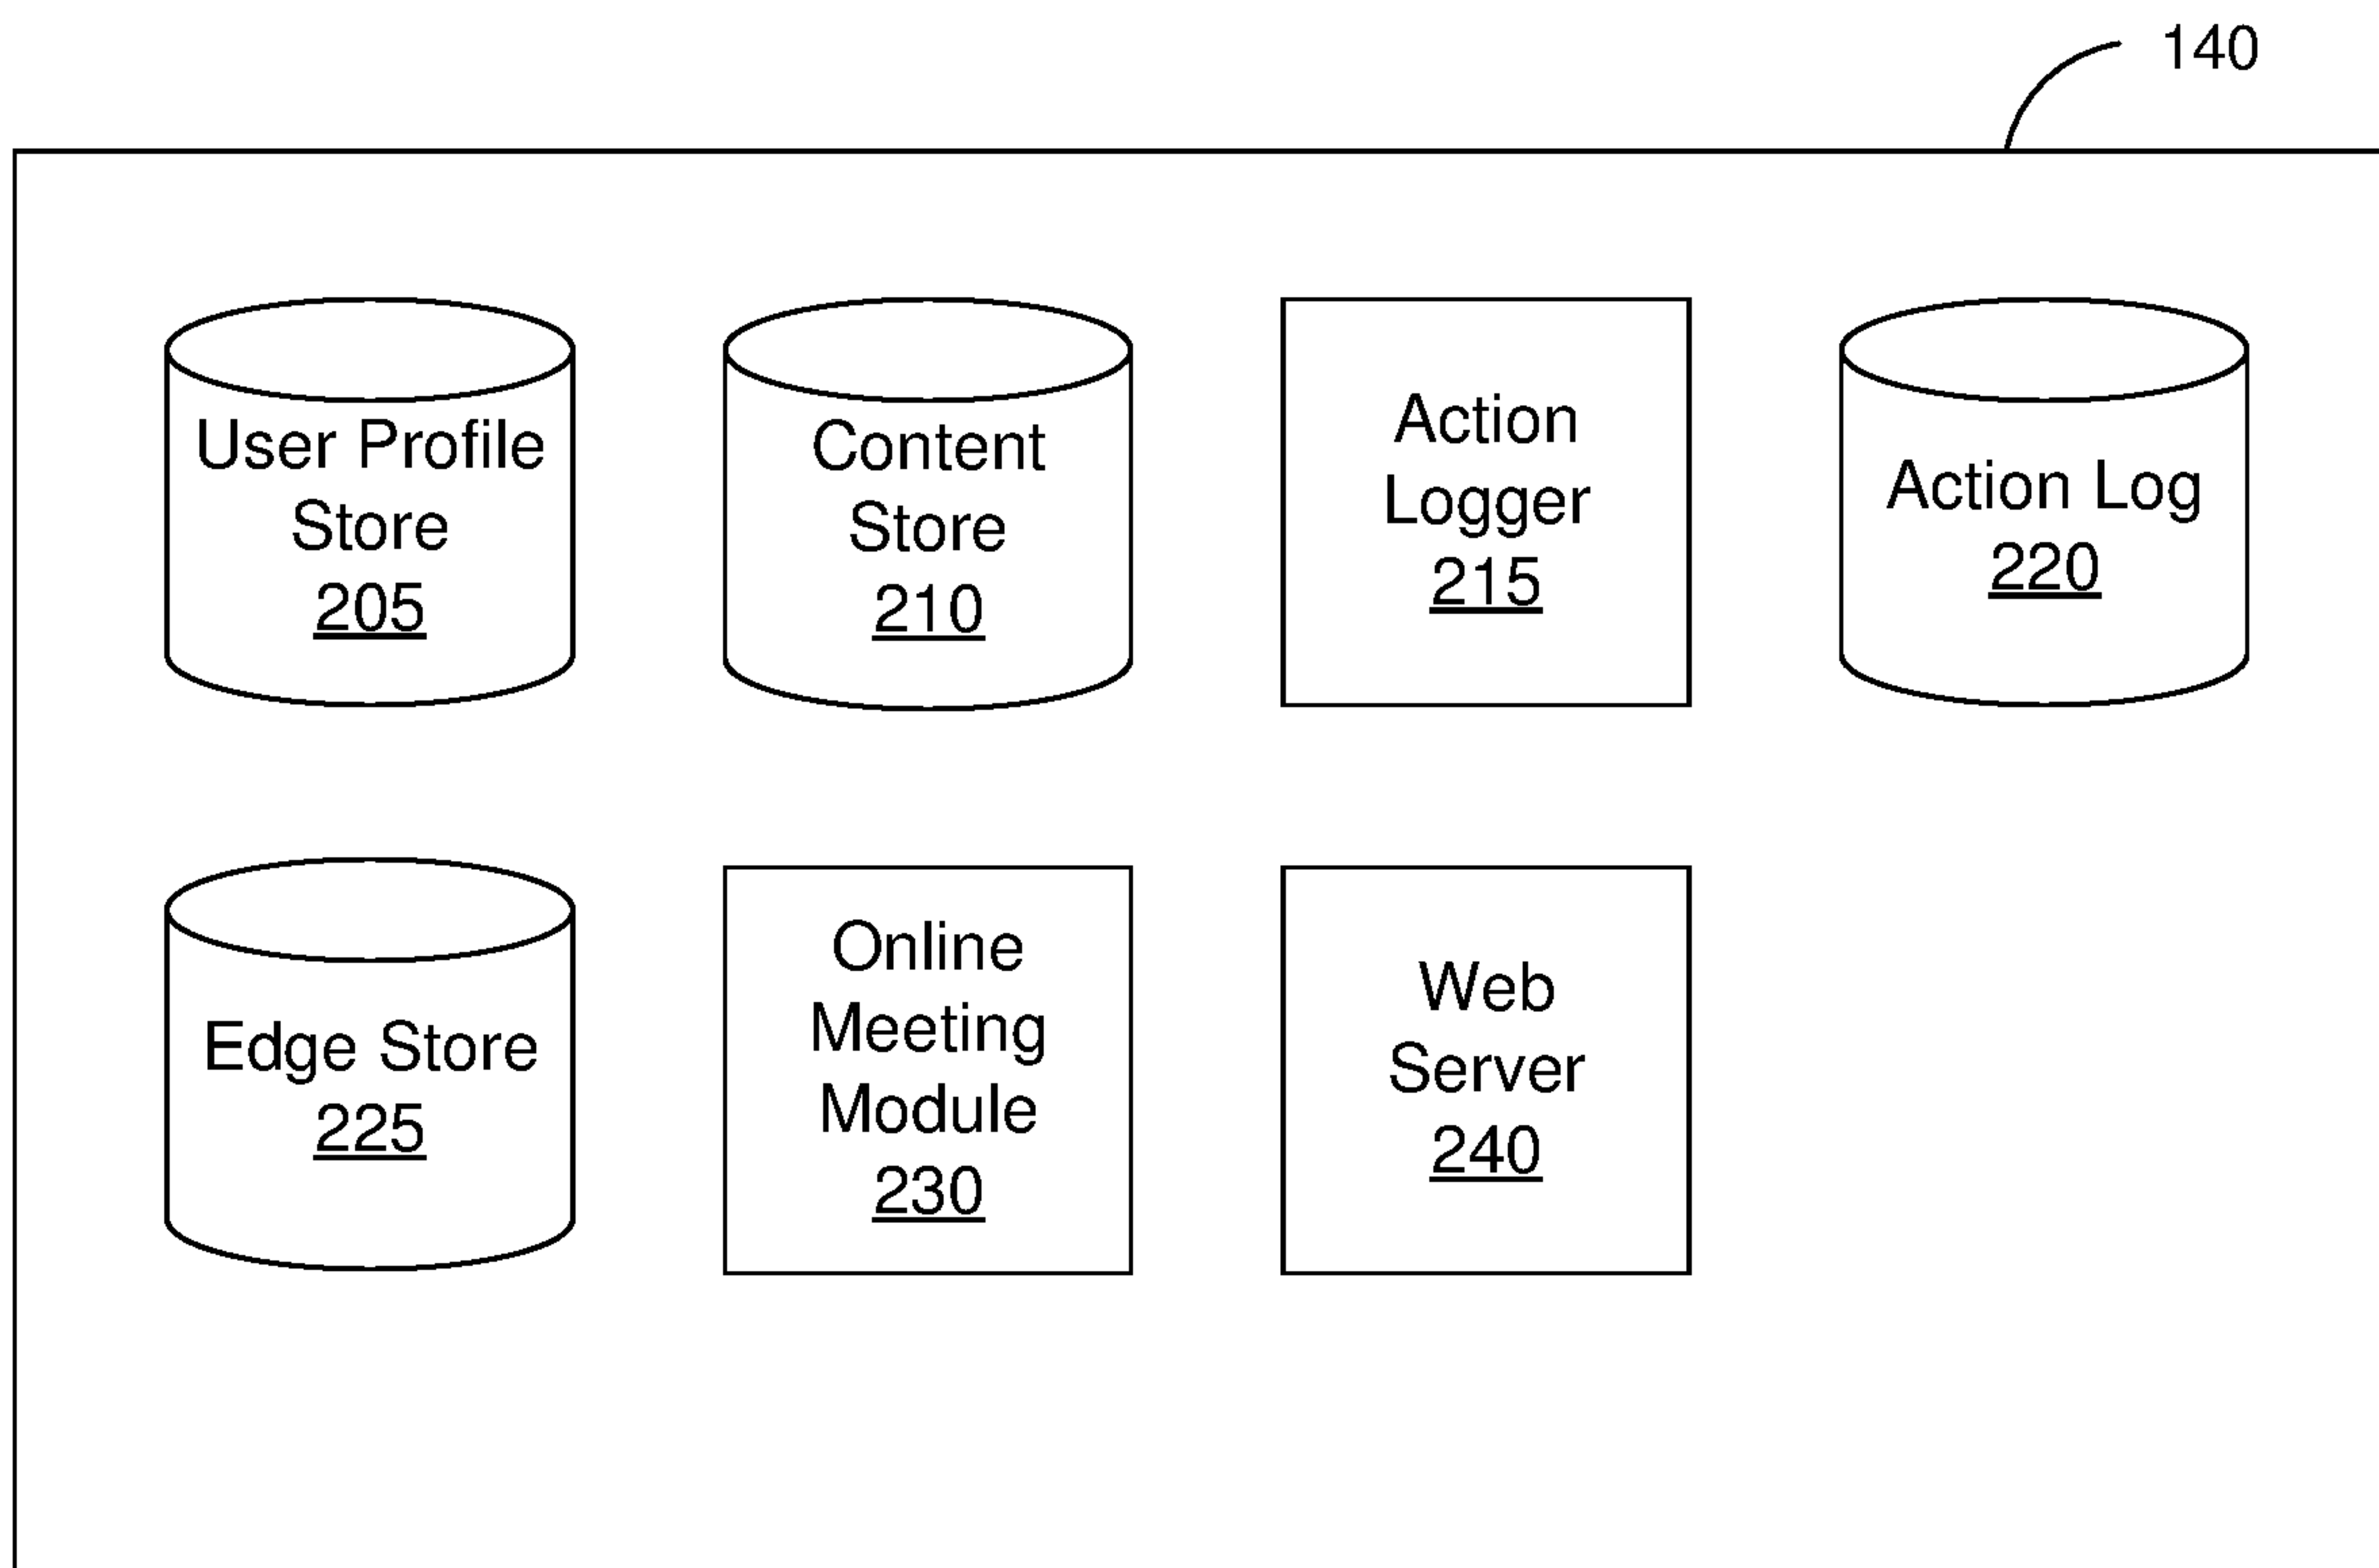 140
User Profile
Store
205
Content
Store
210
Action
Logger
215
Action Log
220
Edge Store
225
Online
Meeting
Module
230
Web
Server
240